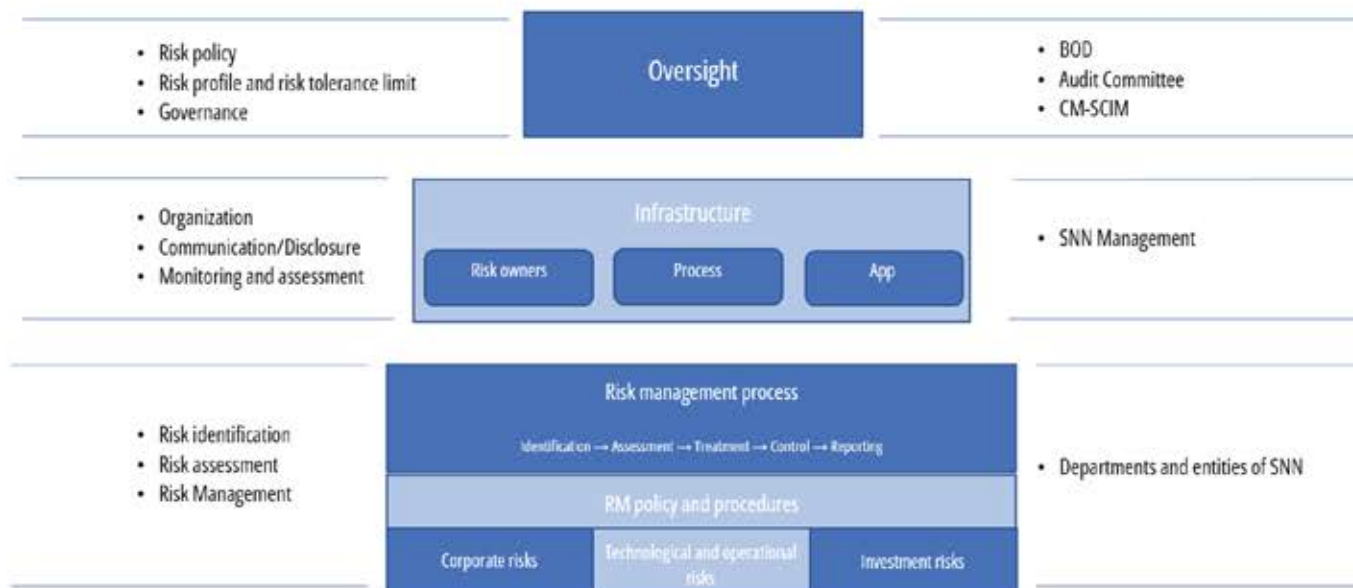 • Risk policy
• Risk profile and risk tolerance limit
• Governance
Oversight
• BOD
• Audit Committee
• CM-SCIM
• Organization
• Communication/Disclosure
• Monitoring and assessment
Infrastructure
Risk owners
Process
App
• SNN Management
• Risk identification
• Risk assessment
• Risk Management
Risk management process
Identification → Assessment → Treatment → Control → Reporting
RM policy and procedures
Corporate risks
Technological and operational
risks
Investment risks
• Departments and entities of SNN